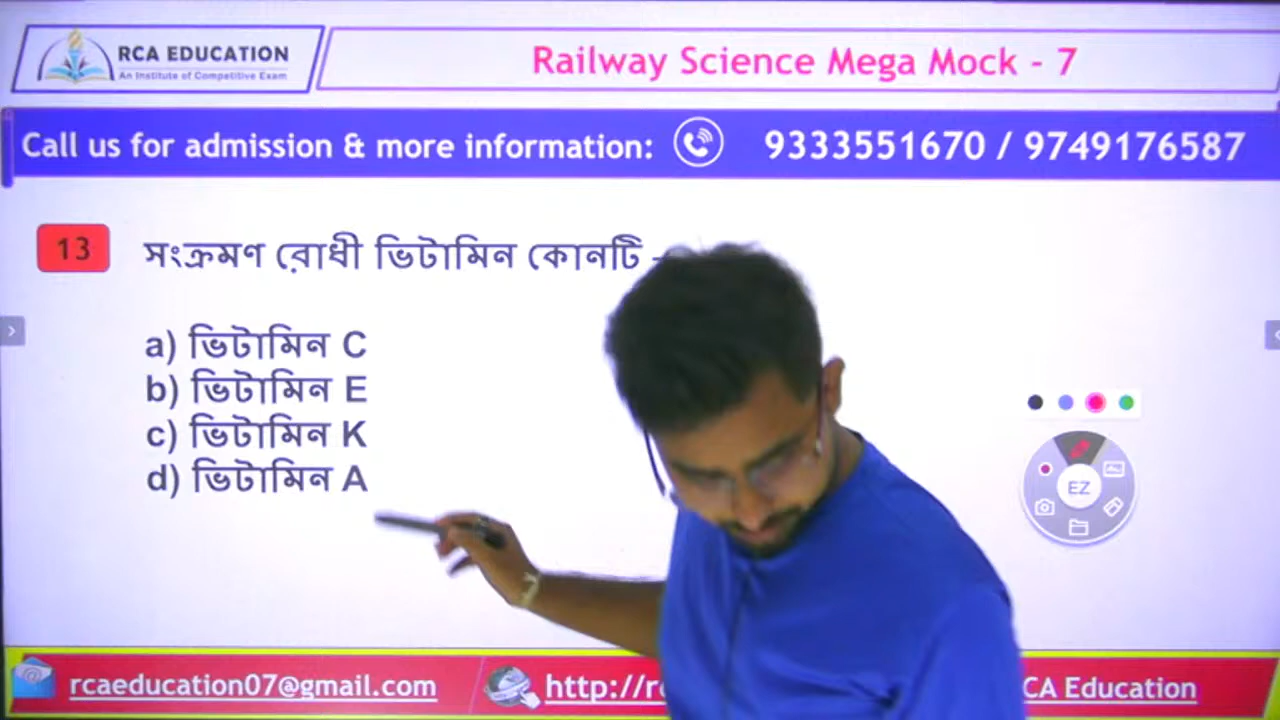 RCA EDUCATION
An Institute of Competitive Exam
Railway Science Mega Mock - 7
Call us for admission & more information: 9333551670 / 9749176587
13 সংক্রমণ রোধী ভিটামিন কোনটি -
a) ভিটামিন C
b) ভিটামিন E
c) ভিটামিন K
d) ভিটামিন A
EZ
rcaeducation07@gmail.com http:// CA Education